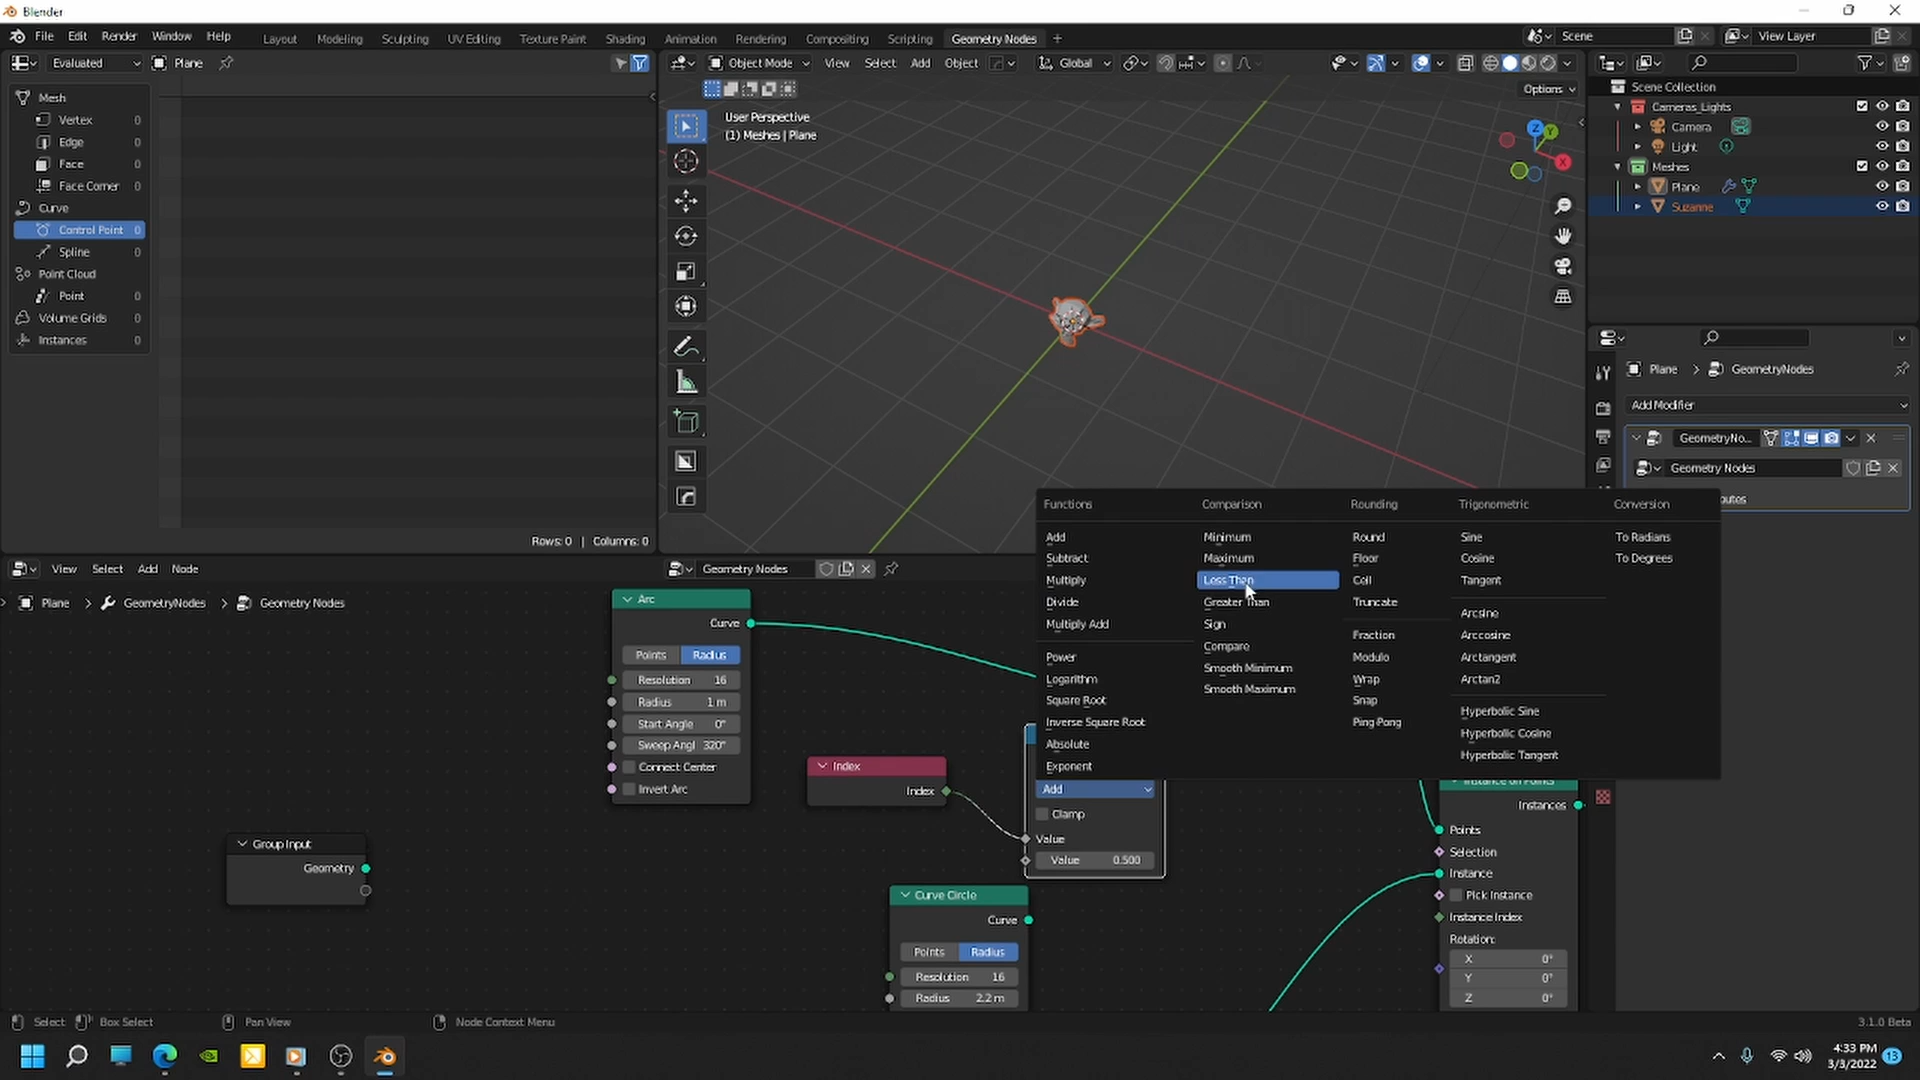 Blender
File Edit Render Window Help
Layout Modeling Sculpting UV Editing Texture Paint Shading Animation Rendering Compositing Scripting Geometry Nodes +
Scene
View Layer
Evaluated
Plane
Object Mode View Select Add Object
Global
Options
Mesh
Vertex 0
Edge 0
Face 0
Face Corner 0
Curve
Control Point 0
Spline 0
Point Cloud
Point 0
Volume Grids 0
Instances 0
Rows: 0 | Columns: 0
User Perspective
(1) Meshes | Plane
Z
Y
X
Scene Collection
Cameras_Lights
Camera
Light
Meshes
Plane
Suzanne
Plane > GeometryNodes
Add Modifier
GeometryNo...
Geometry Nodes
butes
View Select Add Node
Geometry Nodes
Plane > GeometryNodes > Geometry Nodes
Functions
Add
Subtract
Multiply
Divide
Multiply Add
Power
Logarithm
Square Root
Inverse Square Root
Absolute
Exponent
Comparison
Minimum
Maximum
Less Than
Greater Than
Sign
Compare
Smooth Minimum
Smooth Maximum
Rounding
Round
Floor
Ceil
Truncate
Fraction
Modulo
Wrap
Snap
Ping-Pong
Trigonometric
Sine
Cosine
Tangent
Arcsine
Arccosine
Arctangent
Arctan2
Hyperbolic Sine
Hyperbolic Cosine
Hyperbolic Tangent
Conversion
To Radians
To Degrees
Arc
Curve
Points Radius
Resolution 16
Radius 1 m
Start Angle 0°
Sweep Angl 320°
Connect Center
Invert Arc
Index
Index
Add
Clamp
Value
Value 0.500
Group Input
Geometry
Curve Circle
Curve
Points Radius
Resolution 16
Radius 2.2 m
Instance on Points
Instances
Points
Selection
Instance
Pick Instance
Instance Index
Rotation:
X 0°
Y 0°
Z 0°
Select Box Select Pan View Node Context Menu
3.1.0 Beta
4:33 PM
3/3/2022
13